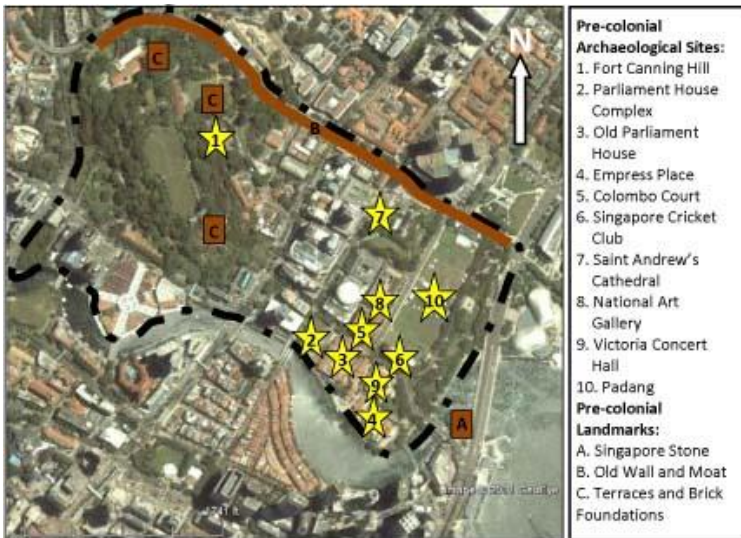 C
N
C
B
1
C
7
8
10
5
2
3
6
9
4
A
Pre-colonial
Archaeological Sites:
1. Fort Canning Hill
2. Parliament House
Complex
3. Old Parliament
House
4. Empress Place
5. Colombo Court
6. Singapore Cricket
Club
7. Saint Andrew's
Cathedral
8. National Art
Gallery
9. Victoria Concert
Hall
10. Padang
Pre-colonial
Landmarks:
A. Singapore Stone
B. Old Wall and Moat
C. Terraces and Brick
Foundations